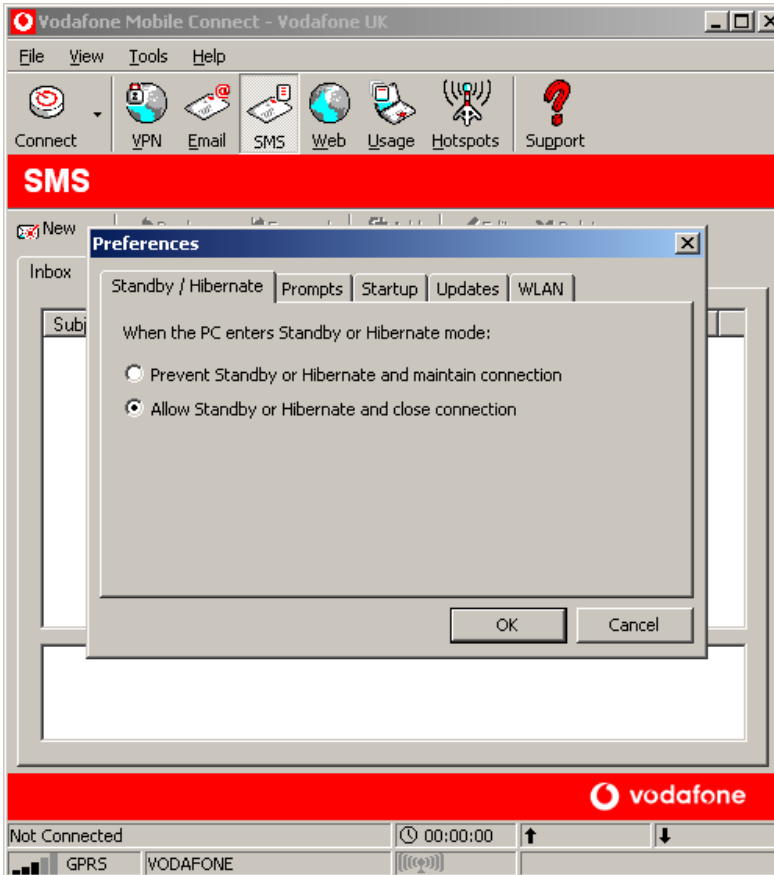 Vodafone Mobile Connect - Vodafone UK
File View Tools Help
Connect VPN Email SMS Web Usage Hotspots Support
SMS
New
Preferences
Inbox
Standby / Hibernate Prompts Startup Updates WLAN
Subj
When the PC enters Standby or Hibernate mode:
Prevent Standby or Hibernate and maintain connection
Allow Standby or Hibernate and close connection
OK Cancel
vodafone
Not Connected 00:00:00
GPRS VODAFONE